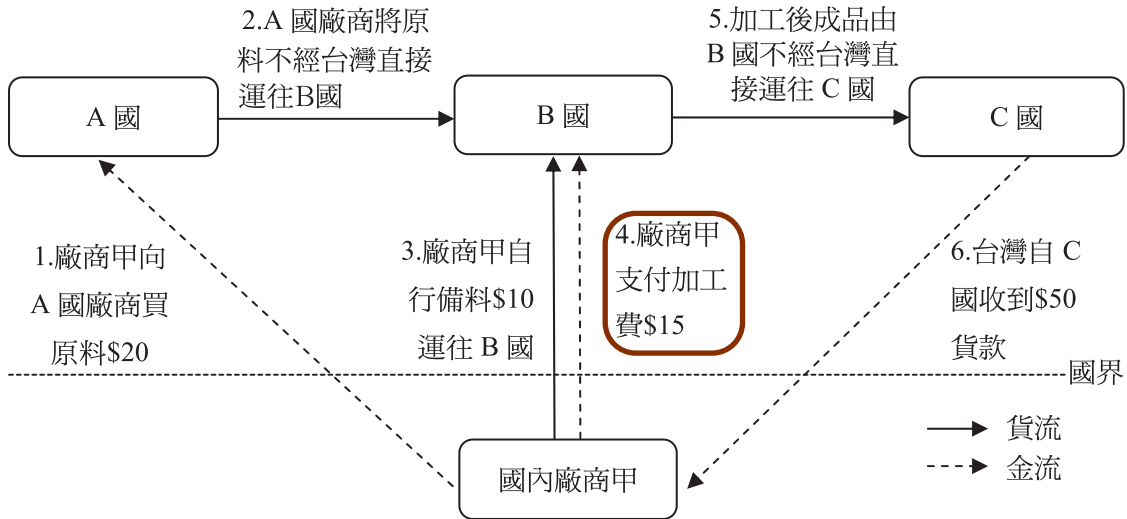 2.A 國廠商將原
料不經台灣直接
運往B國
5.加工後成品由
B 國不經台灣直
接運往 C 國
A 國
B 國
C 國
1.廠商甲向
A 國廠商買
原料$20
3.廠商甲自
行備料$10
運往 B 國
4.廠商甲
支付加工
費$15
6.台灣自 C
國收到$50
貨款
國界
國內廠商甲
貨流
金流